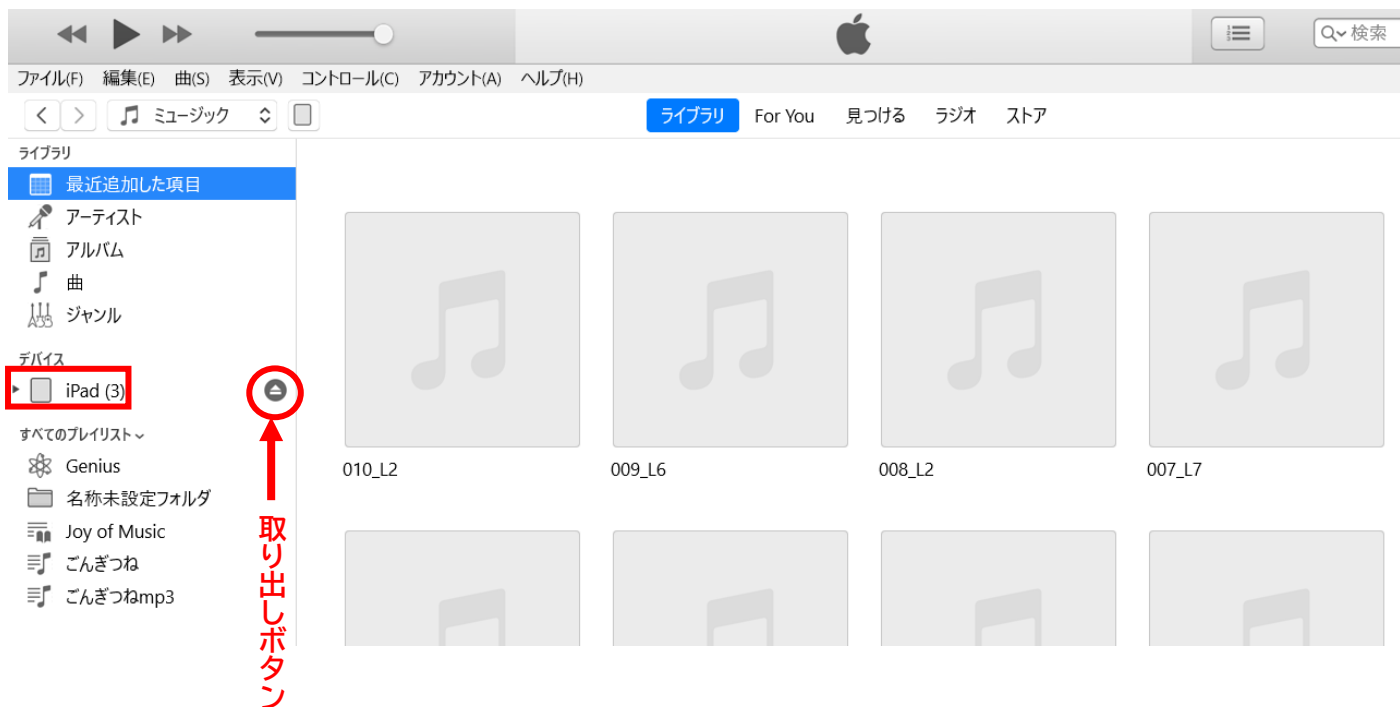 検索
ファイル(F) 編集(E) 曲(S) 表示(V) コントロール(C) アカウント(A) ヘルプ(H)
ミュージック
ライブラリ For You 見つける ラジオ ストア
ライブラリ
最近追加した項目
アーティスト
アルバム
曲
ジャンル
デバイス
iPad (3)
すべてのプレイリスト
Genius
名称未設定フォルダ
Joy of Music
ごんぎつね
ごんぎつねmp3
取り出しボタン
010_L2
009_L6
008_L2
007_L7